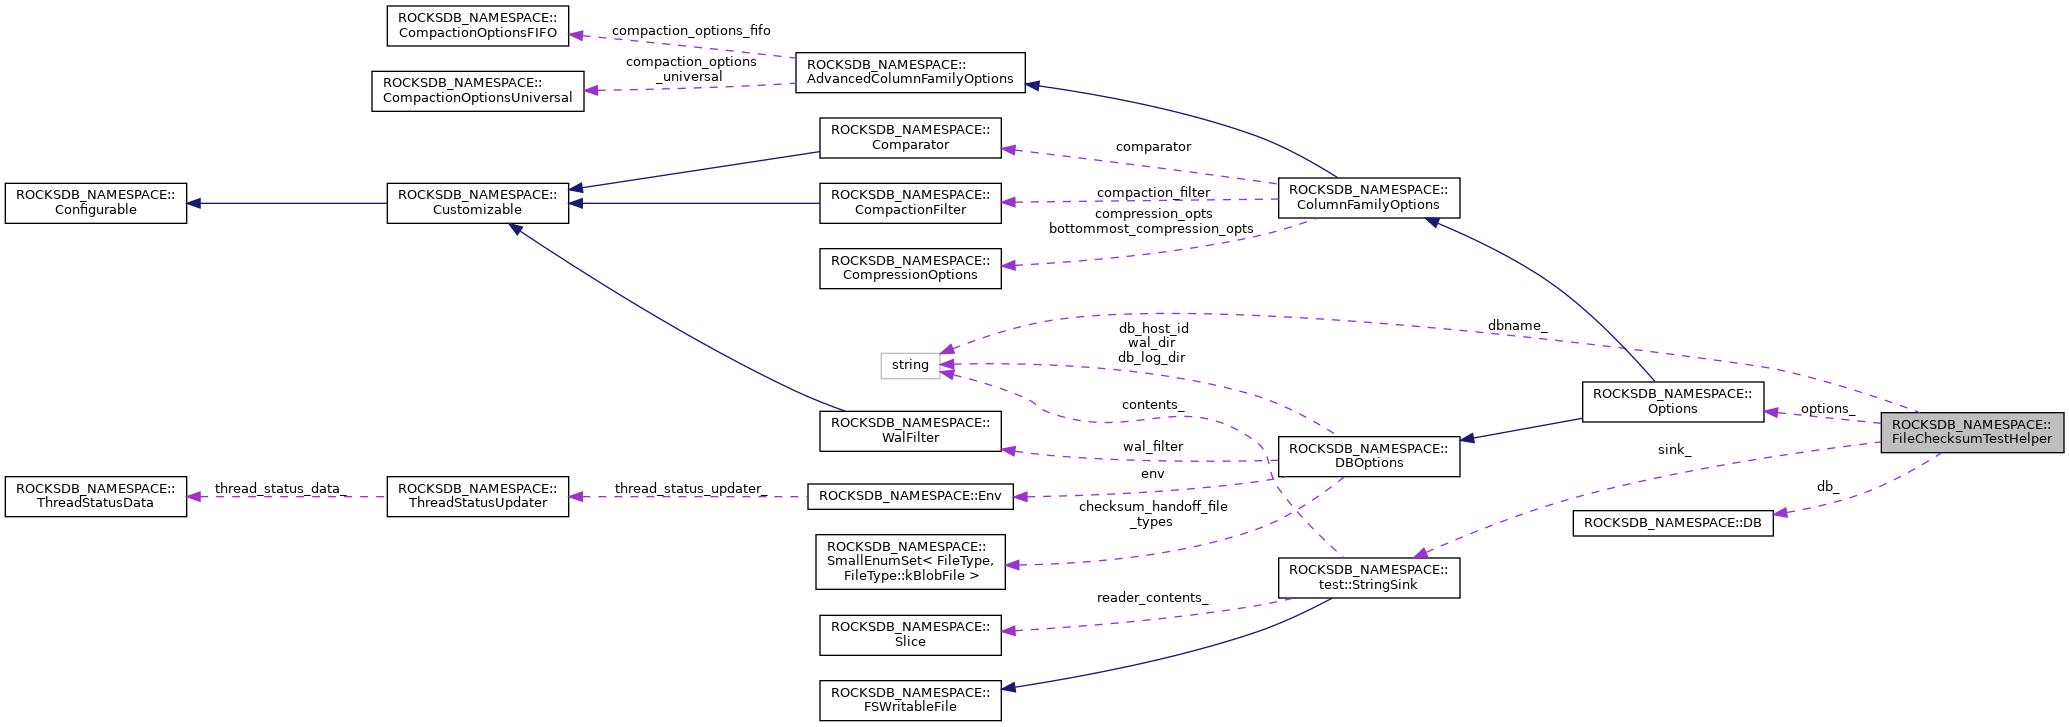 ROCKSDB_NAMESPACE::
CompactionOptionsFIFO
compaction_options_fifo
ROCKSDB_NAMESPACE::
CompactionOptionsUniversal
compaction_options
_universal
ROCKSDB_NAMESPACE::
AdvancedColumnFamilyOptions
ROCKSDB_NAMESPACE::
Comparator
comparator
ROCKSDB_NAMESPACE::
Configurable
ROCKSDB_NAMESPACE::
Customizable
ROCKSDB_NAMESPACE::
CompactionFilter
compaction_filter
ROCKSDB_NAMESPACE::
ColumnFamilyOptions
compression_opts
bottommost_compression_opts
ROCKSDB_NAMESPACE::
CompressionOptions
dbname_
db_host_id
wal_dir
db_log_dir
string
contents_
ROCKSDB_NAMESPACE::
Options
options_
ROCKSDB_NAMESPACE::
FileChecksumTestHelper
ROCKSDB_NAMESPACE::
WalFilter
wal_filter
ROCKSDB_NAMESPACE::
DBOptions
sink_
env
ROCKSDB_NAMESPACE::
ThreadStatusData
thread_status_data_
ROCKSDB_NAMESPACE::
ThreadStatusUpdater
thread_status_updater_
ROCKSDB_NAMESPACE::Env
db_
checksum_handoff_file
_types
ROCKSDB_NAMESPACE::DB
ROCKSDB_NAMESPACE::
SmallEnumSet< FileType,
FileType::kBlobFile >
ROCKSDB_NAMESPACE::
test::StringSink
reader_contents_
ROCKSDB_NAMESPACE::
Slice
ROCKSDB_NAMESPACE::
FSWritableFile